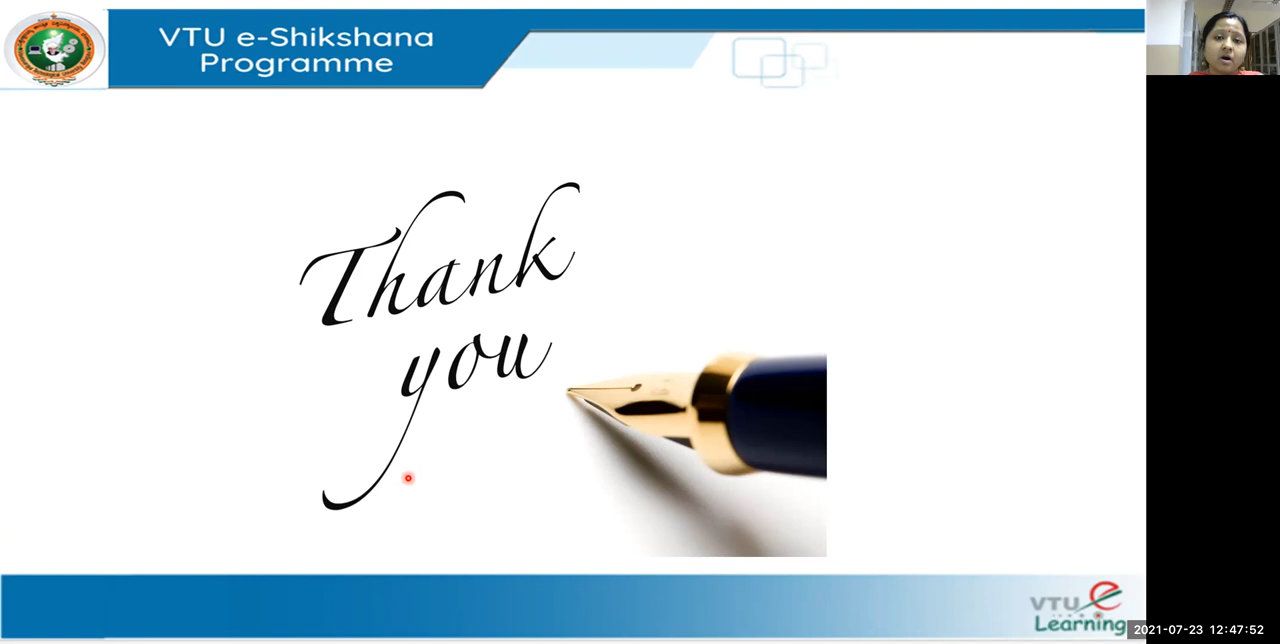 VTU e-Shikshana
Programme
Thank
you
VTU e
Learning
2021-07-23 12:47:52